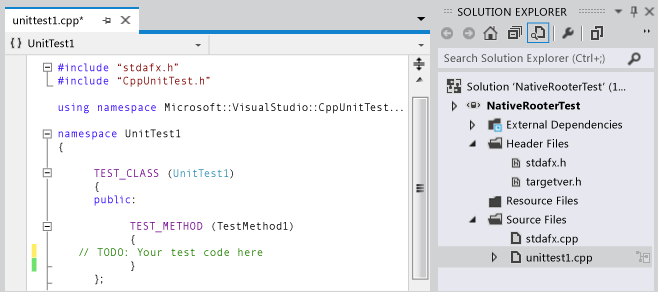 unittest1.cpp*
{ } UnitTest1
#include "stdafx.h"
#include "CppUnitTest.h"
using namespace Microsoft::VisualStudio::CppUnitTest...
namespace UnitTest1
{
TEST_CLASS (UnitTest1)
{
public:
TEST_METHOD (TestMethod1)
{
// TODO: Your test code here
}
};
SOLUTION EXPLORER
Search Solution Explorer (Ctrl+;)
Solution 'NativeRooterTest' (1...
NativeRooterTest
External Dependencies
Header Files
stdafx.h
targetver.h
Resource Files
Source Files
stdafx.cpp
unittest1.cpp